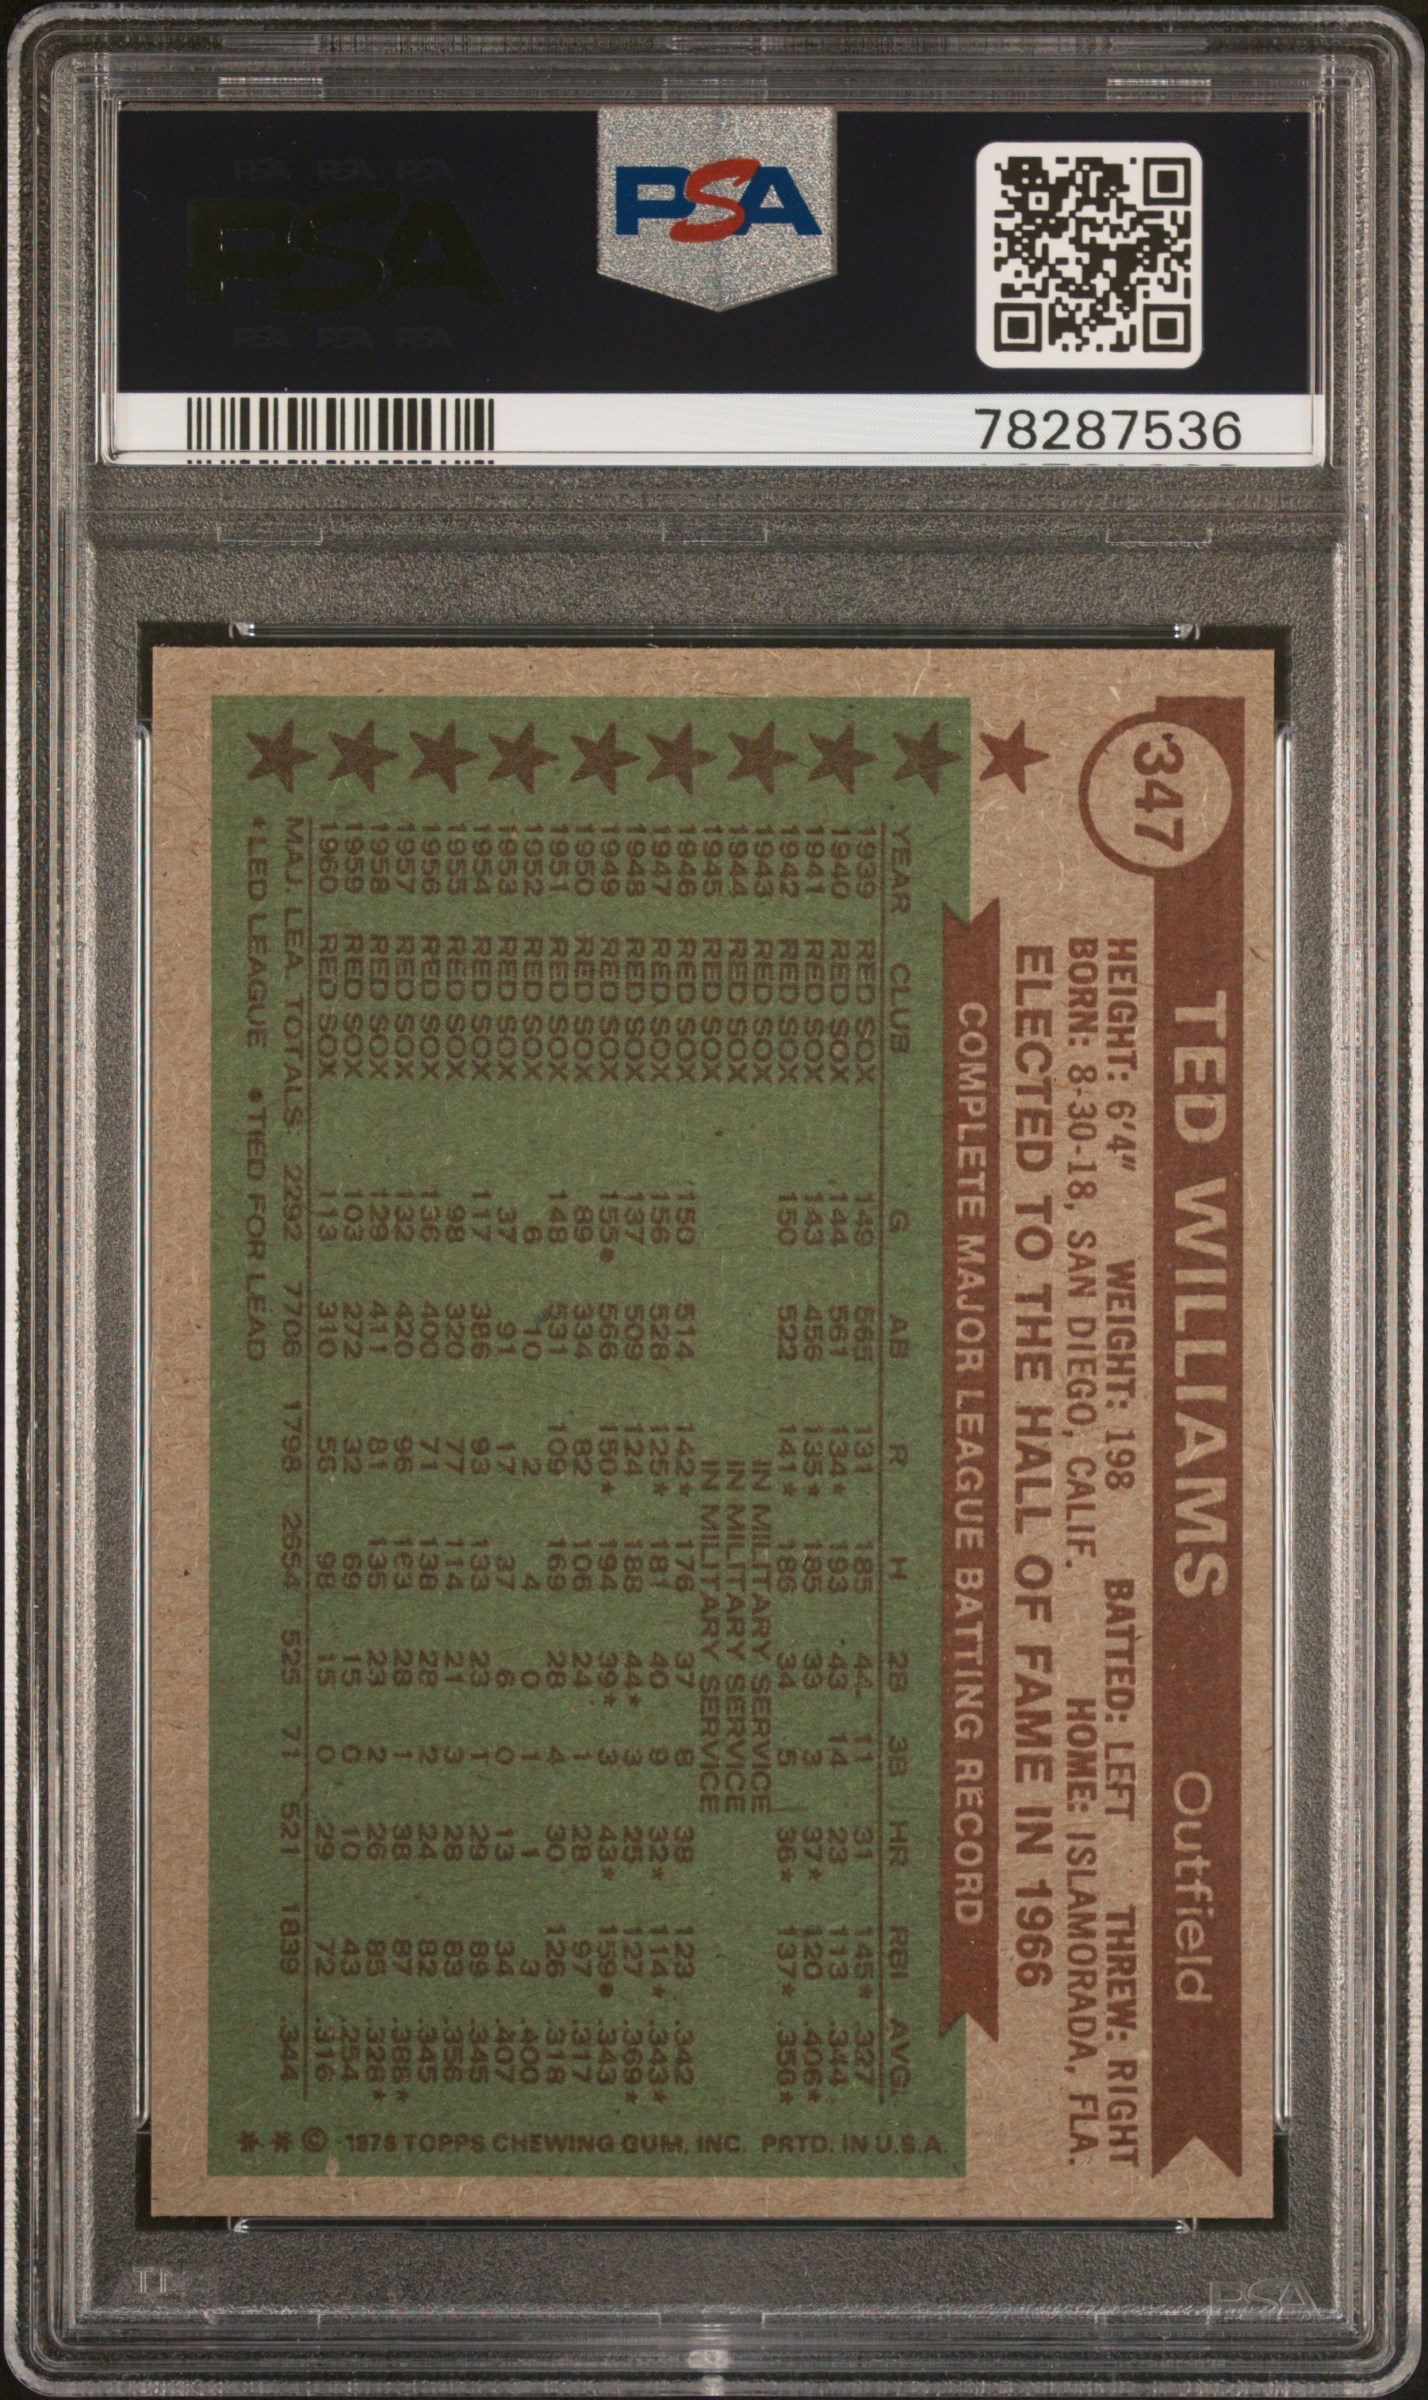 PSA PSA PSA
PSA
PSA PSA PSA
PSA
78287536
347
TED WILLIAMS Outfield
HEIGHT: 6'4" WEIGHT: 198 BATTED: LEFT THREW: RIGHT
BORN: 8-30-18, SAN DIEGO, CALIF. HOME: ISLAMORADA, FLA.
ELECTED TO THE HALL OF FAME IN 1966
COMPLETE MAJOR LEAGUE BATTING RECORD
YEAR CLUB G AB R H 2B 3B HR RBI AVG.
1939 RED SOX 149 565 131 185 44 11 31 145* .327
1940 RED SOX 144 561 134* 193 43 14 23 113 .344
1941 RED SOX 143 456 135* 185 33 3 37* 120 .406*
1942 RED SOX 150 522 141* 186 34 5 36* 137* .356*
1943 RED SOX IN MILITARY SERVICE
1944 RED SOX IN MILITARY SERVICE
1945 RED SOX IN MILITARY SERVICE
1946 RED SOX 150 514 142* 176 37 8 38 123 .342
1947 RED SOX 156 528 125* 181 40 9 32* 114* .343*
1948 RED SOX 137 509 124 188 44* 3 25 127 .369*
1949 RED SOX 155• 566 150* 194 39* 3 43* 159• .343
1950 RED SOX 89 334 82 106 24 1 28 97 .317
1951 RED SOX 148 531 109 169 28 4 30 126 .318
1952 RED SOX 6 10 2 4 0 1 1 3 .400
1953 RED SOX 37 91 17 37 6 0 13 34 .407
1954 RED SOX 117 386 93 133 23 1 29 89 .345
1955 RED SOX 98 320 77 114 21 3 28 83 .356
1956 RED SOX 136 400 71 138 28 2 24 82 .345
1957 RED SOX 132 420 96 163 28 1 38 87 .388*
1958 RED SOX 129 411 81 135 23 2 26 85 .328*
1959 RED SOX 103 272 32 69 15 0 10 43 .254
1960 RED SOX 113 310 56 98 15 0 29 72 .316
MAJ. LEA. TOTALS: 2292 7706 1798 2654 525 71 521 1839 .344
*LED LEAGUE •TIED FOR LEAD
* * © 1976 TOPPS CHEWING GUM, INC. PRTD. IN U.S.A.
PSA